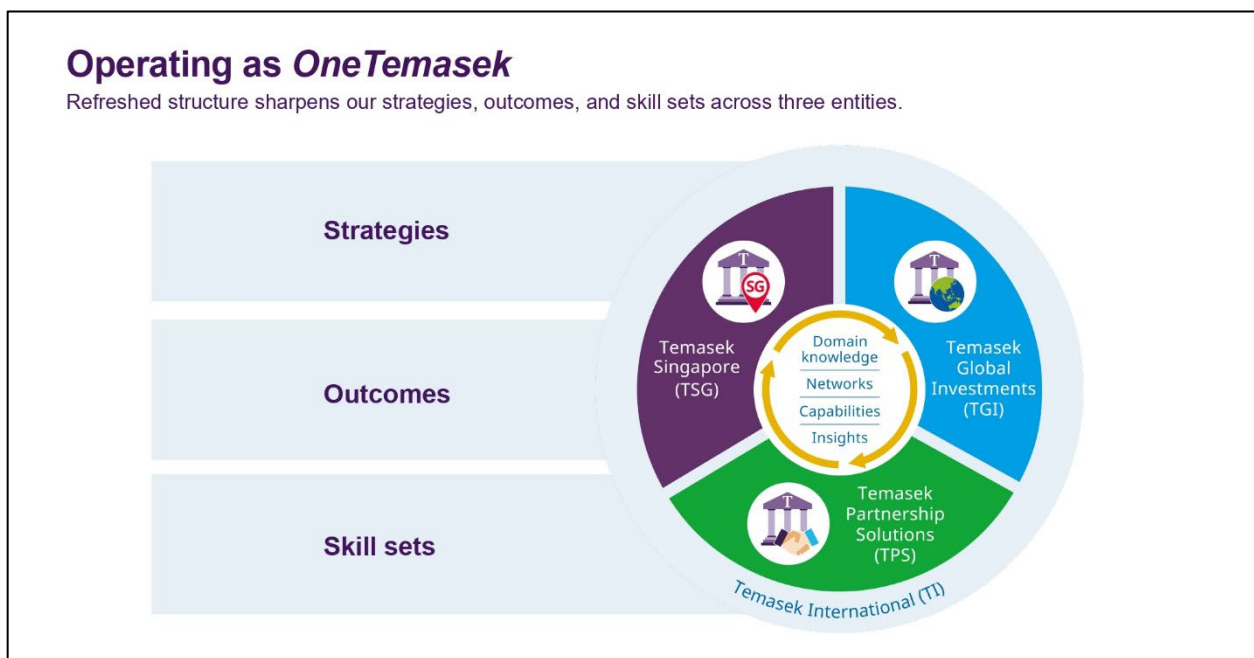 Operating as OneTemasek
Refreshed structure sharpens our strategies, outcomes, and skill sets across three entities.
Strategies
Outcomes
Skill sets
T
SG
Temasek
Singapore
(TSG)
T
Temasek
Global
Investments
(TGI)
Domain
knowledge
Networks
Capabilities
Insights
T
Temasek
Partnership
Solutions
(TPS)
Temasek International (TI)